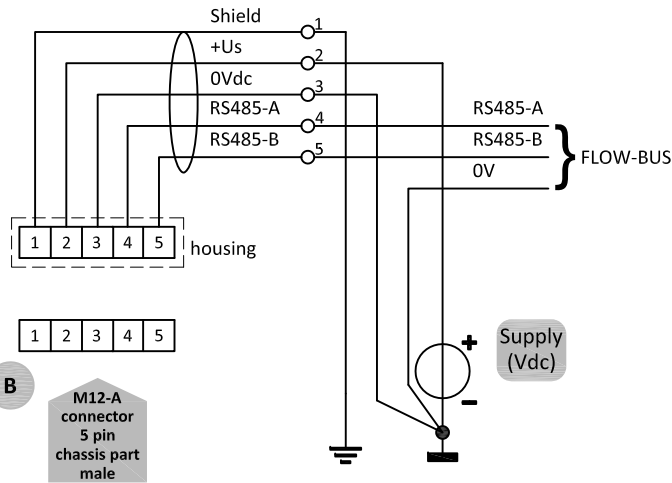 Shield 1
+Us 2
0Vdc 3
RS485-A 4 RS485-A
RS485-B 5 RS485-B
0V
FLOW-BUS
1 2 3 4 5
housing
1 2 3 4 5
+
Supply
(Vdc)
−
B
M12-A
connector
5 pin
chassis part
male